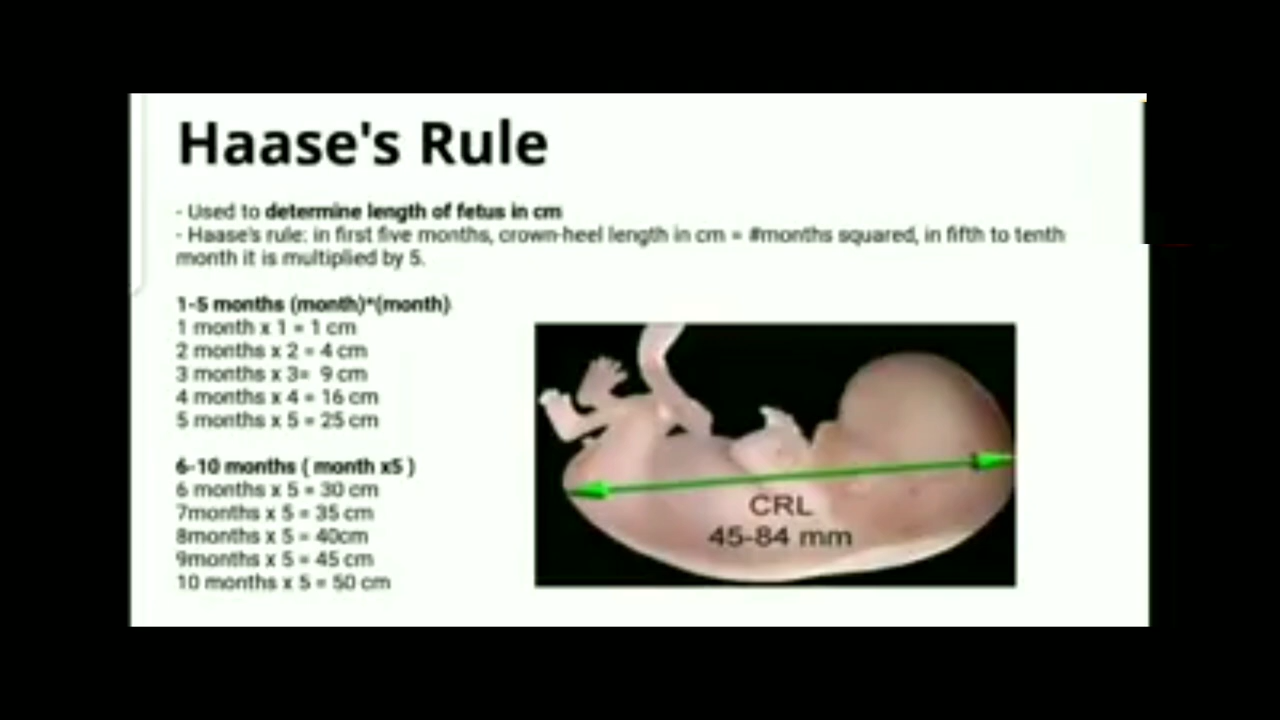 Haase's Rule
- Used to determine length of fetus in cm
- Haase's rule: in first five months, crown-heel length in cm = #months squared, in fifth to tenth
month it is multiplied by 5.
1-5 months (month)*(month)
1 month x 1 = 1 cm
2 months x 2 = 4 cm
3 months x 3= 9 cm
4 months x 4 = 16 cm
5 months x 5 = 25 cm
6-10 months ( month x5 )
6 months x 5 = 30 cm
7months x 5 = 35 cm
8months x 5 = 40cm
9months x 5 = 45 cm
10 months x 5 = 50 cm
CRL
45-84 mm